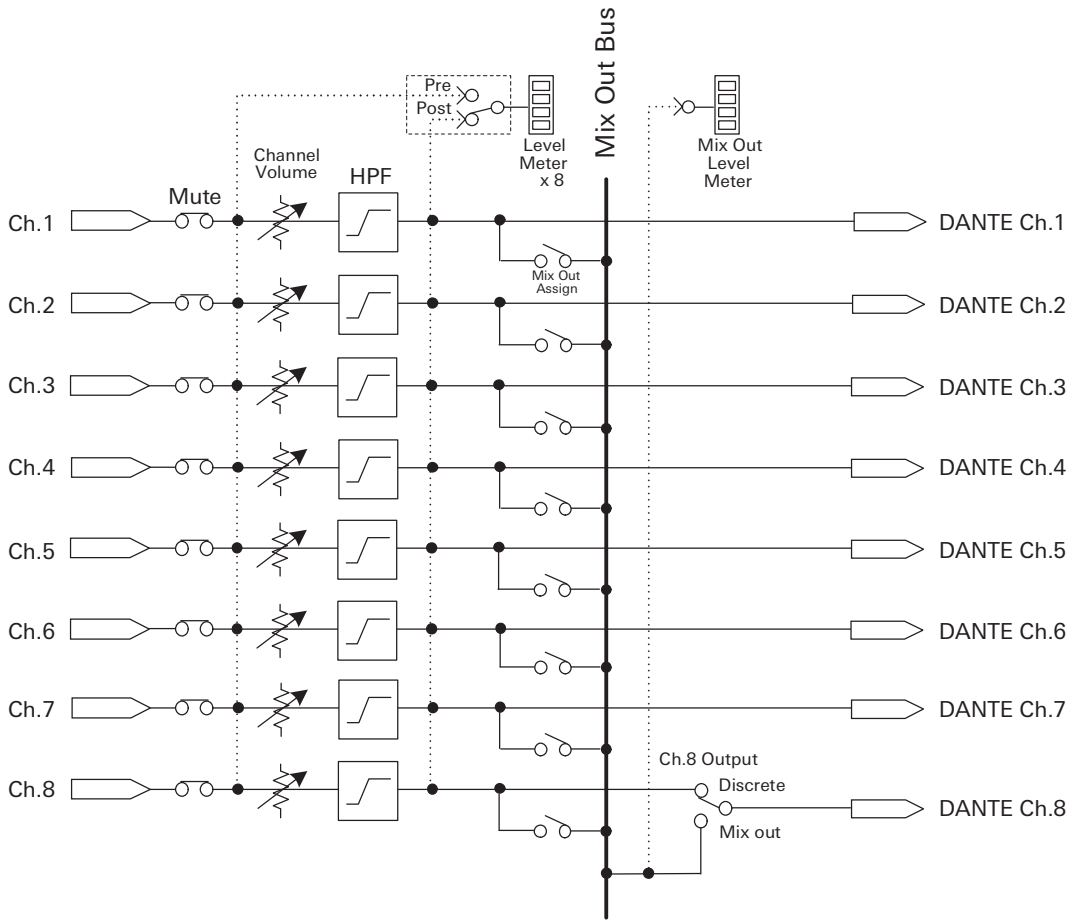 Mix Out Bus
Pre
Post
Level
Meter
x 8
Mix Out
Level
Meter
Channel
Volume
HPF
Mute
Ch.1
DANTE Ch.1
Mix Out
Assign
Ch.2
DANTE Ch.2
Ch.3
DANTE Ch.3
Ch.4
DANTE Ch.4
Ch.5
DANTE Ch.5
Ch.6
DANTE Ch.6
Ch.7
DANTE Ch.7
Ch.8 Output
Discrete
Ch.8
DANTE Ch.8
Mix out